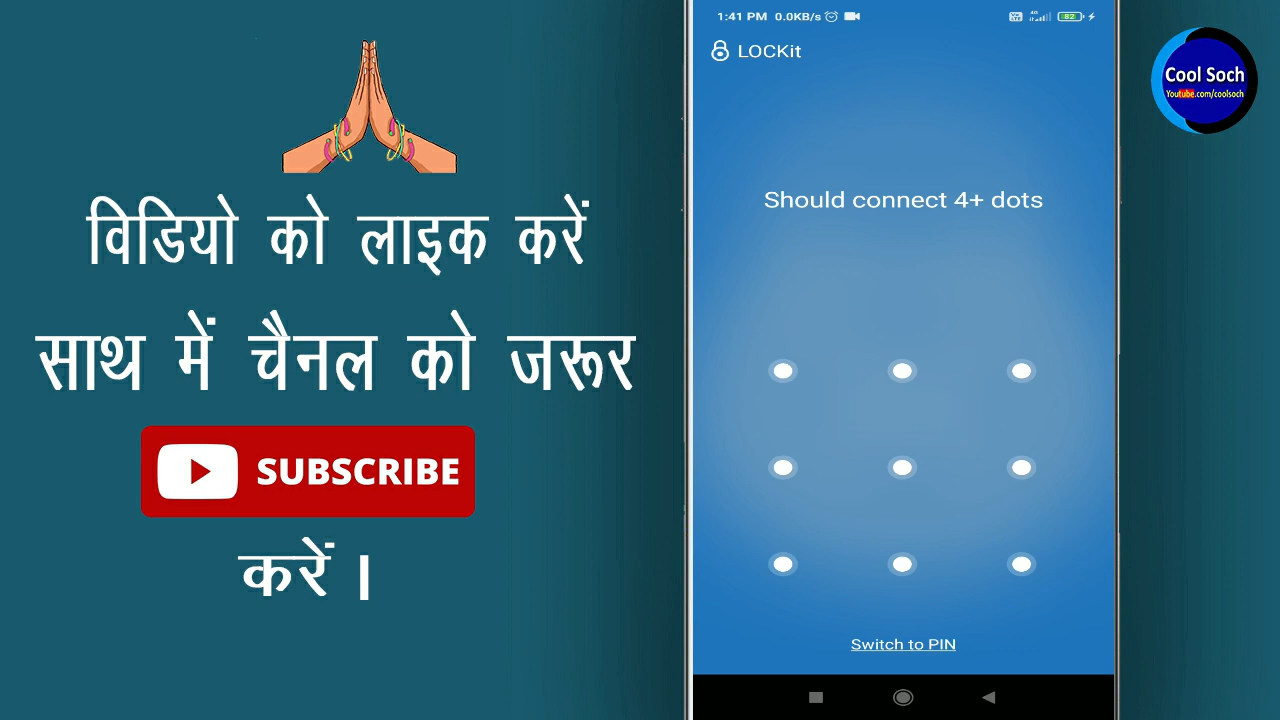 विडियो को लाइक करें
साथ में चैनल को जरूर
SUBSCRIBE
करें ।
1:41 PM 0.0KB/s
4G
82
LOCKit
Should connect 4+ dots
Switch to PIN
Cool Soch
Youtube.com/coolsoch